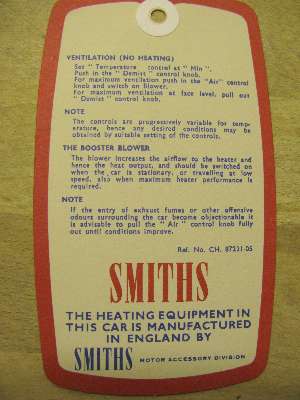 VENTILATION (NO HEATING)
Set " Temperature control at " Min ".
Push in the " Demist " control knob.
For maximum ventilation push in the " Air " control
knob and switch on blower.
For maximum ventilation at face level, pull out
" Demist " control knob.
NOTE
The controls are progressively variable for temp-
erature, hence any desired conditions may be
obtained by suitable setting of the controls.
THE BOOSTER BLOWER
The blower increases the airflow to the heater and
hence the heat output, and should be switched on
when the car is stationary, or travelling at low
speed, also when maximum heater performance is
required.
NOTE
If the entry of exhaust fumes or other offensive
odours surrounding the car become objectionable it
is advisable to pull the " Air " control knob fully
out until conditions improve.
Ref. No. CH. 87221-05
SMITHS
THE HEATING EQUIPMENT IN
THIS CAR IS MANUFACTURED
IN ENGLAND BY
SMITHS MOTOR ACCESSORY DIVISION